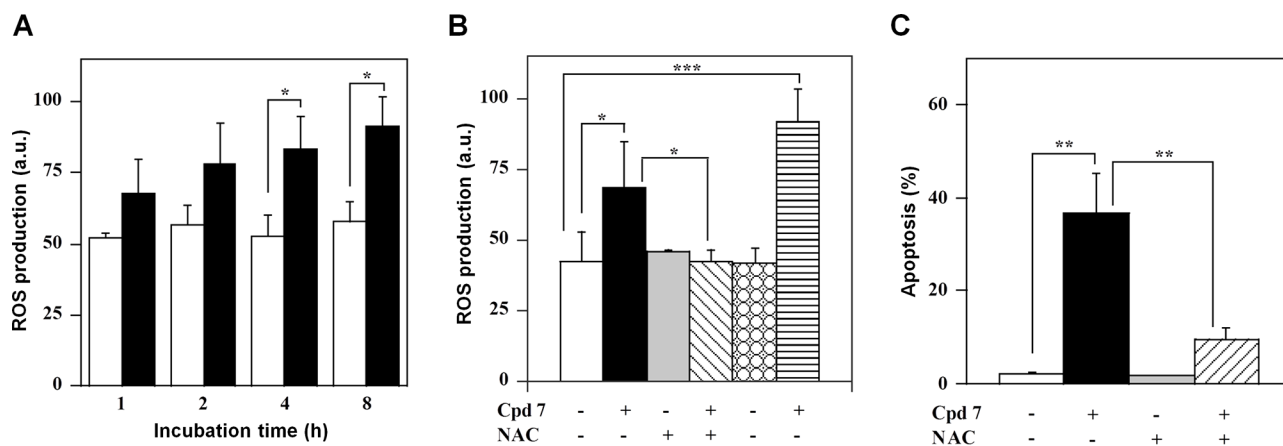 A
ROS production (a.u.)
100
75
50
25
0
*
*
1 2 4 8
Incubation time (h)
B
ROS production (a.u.)
100
75
50
25
0
***
*
*
Cpd 7 - + - + - +
NAC + +
C
Apoptosis (%)
60
40
20
0
**
**
Cpd 7 - + - +
NAC - - + +